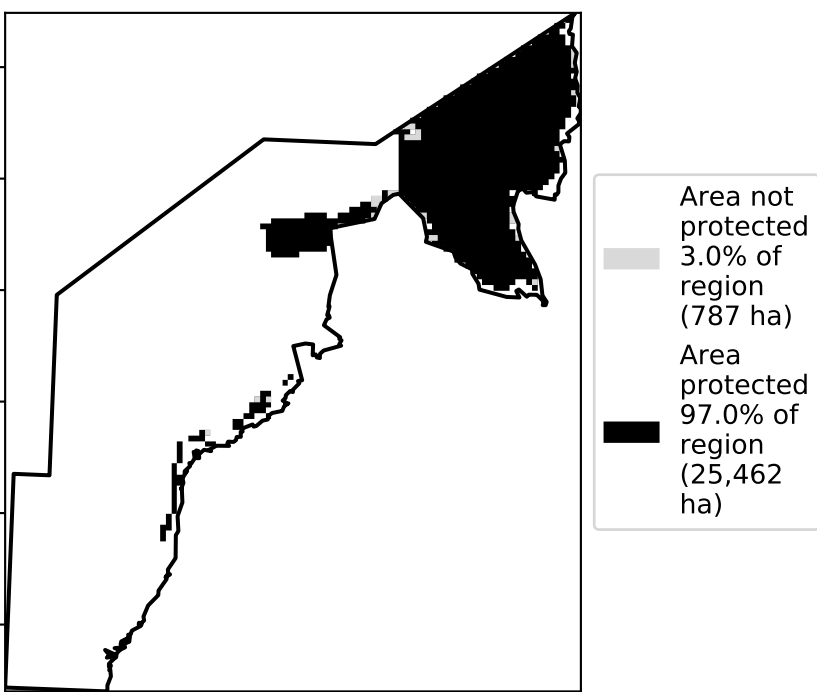 Area not
protected
3.0% of
region
(787 ha)
Area
protected
97.0% of
region
(25,462
ha)